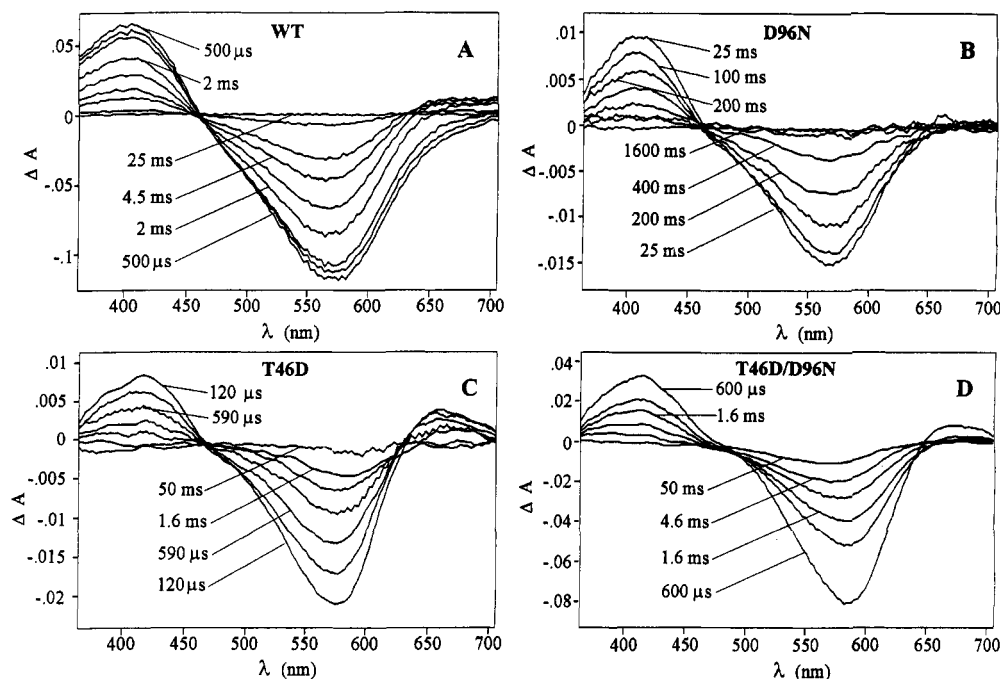 WT
A
.05
0
-.05
-.1
Δ A
500 μs
2 ms
25 ms
4.5 ms
2 ms
500 μs
400 450 500 550 600 650 700
λ (nm)
D96N
B
.01
.005
0
-.005
-.01
-.015
Δ A
25 ms
100 ms
200 ms
1600 ms
400 ms
200 ms
25 ms
400 450 500 550 600 650 700
λ (nm)
T46D
C
.01
.005
0
-.005
-.01
-.015
-.02
Δ A
120 μs
590 μs
50 ms
1.6 ms
590 μs
120 μs
400 450 500 550 600 650 700
λ (nm)
T46D/D96N
D
.04
.02
0
-.02
-.04
-.06
-.08
Δ A
600 μs
1.6 ms
50 ms
4.6 ms
1.6 ms
600 μs
400 450 500 550 600 650 700
λ (nm)